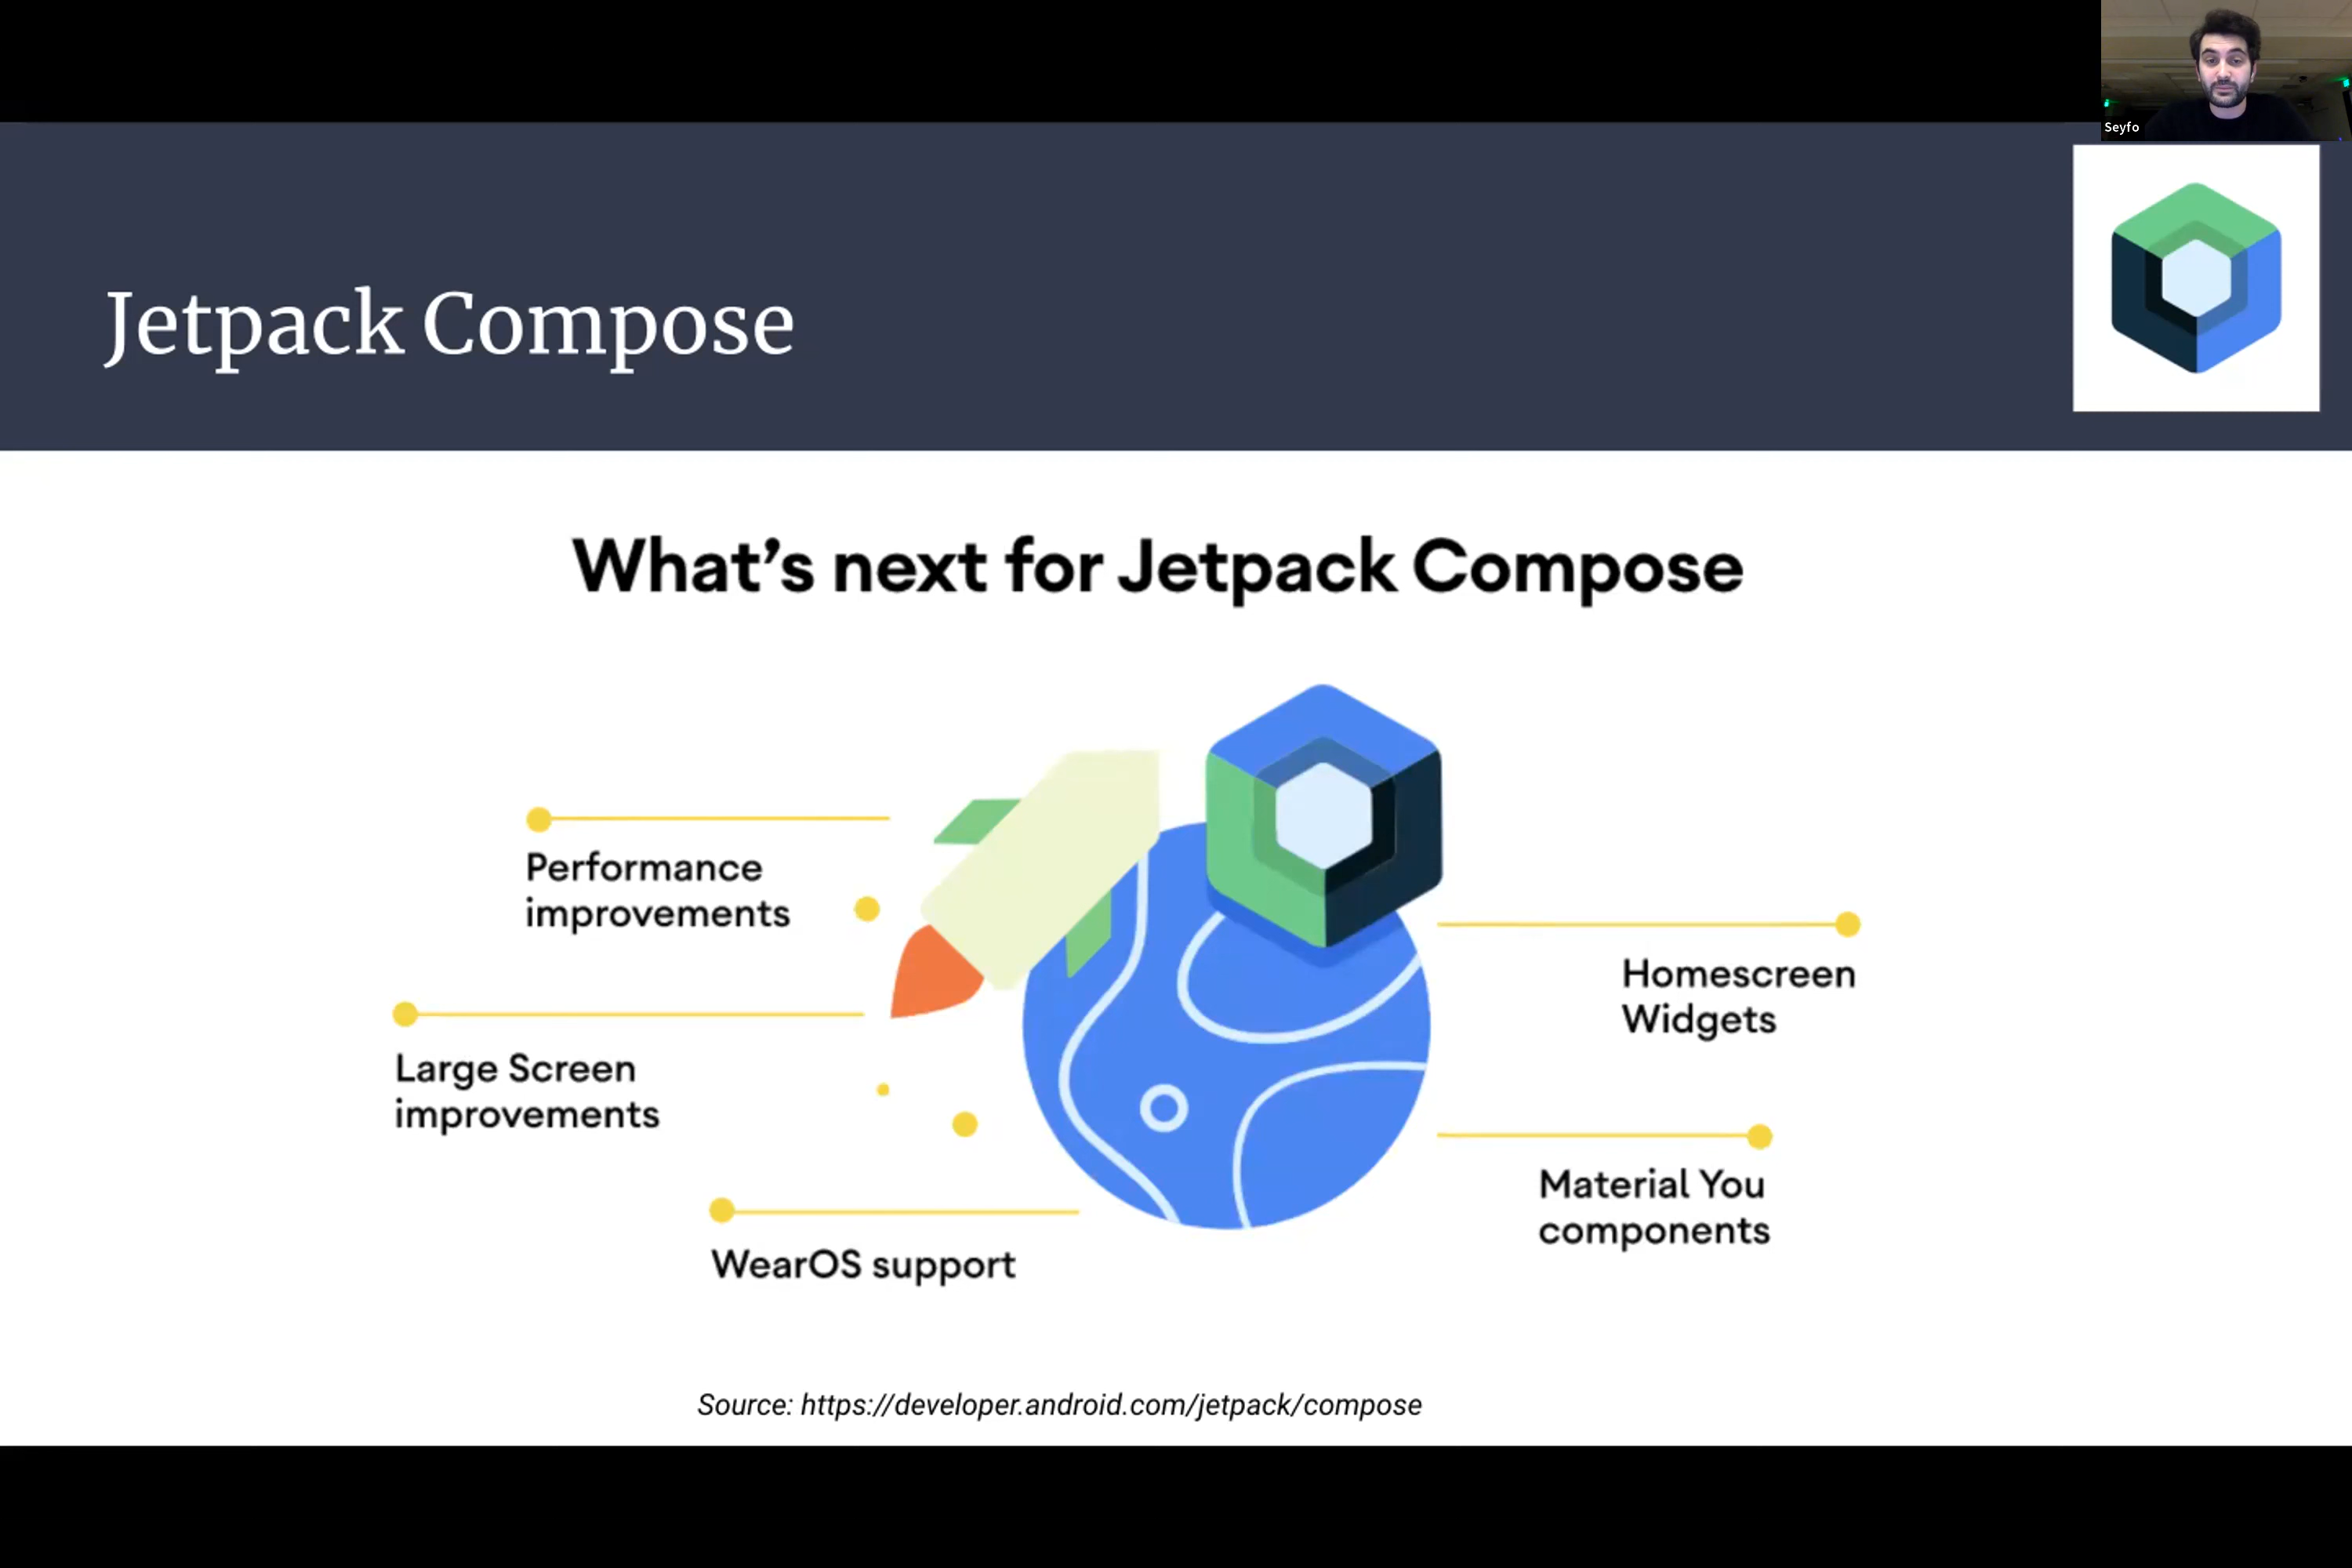 Seyfo
Jetpack Compose
What’s next for Jetpack Compose
Performance
improvements
Large Screen
improvements
WearOS support
Homescreen
Widgets
Material You
components
Source: https://developer.android.com/jetpack/compose